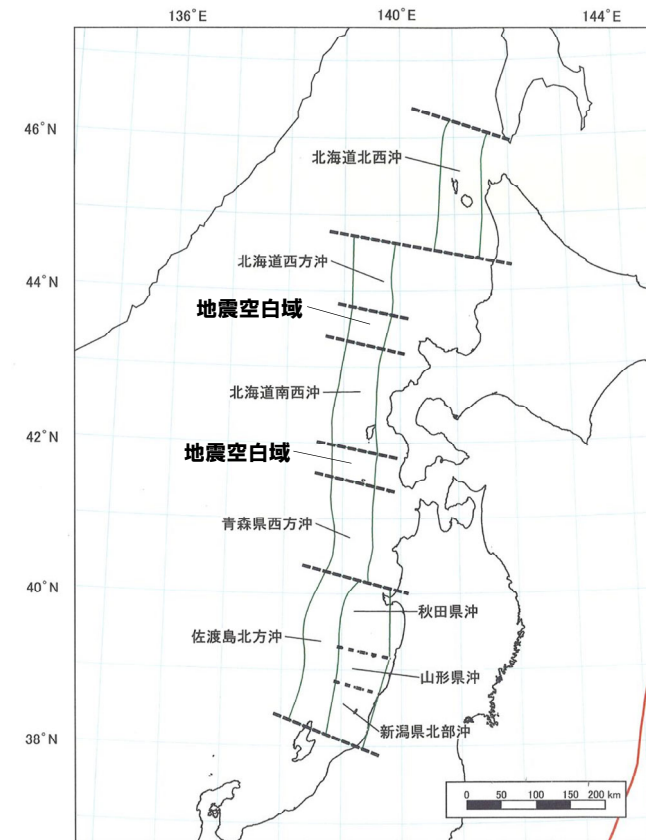 136°E 140°E 144°E
46°N
北海道北西沖
北海道西方沖
44°N
地震空白域
北海道南西沖
42°N
地震空白域
青森県西方沖
40°N
秋田県沖
佐渡島北方沖
山形県沖
新潟県北部沖
38°N
0 50 100 150 200 km